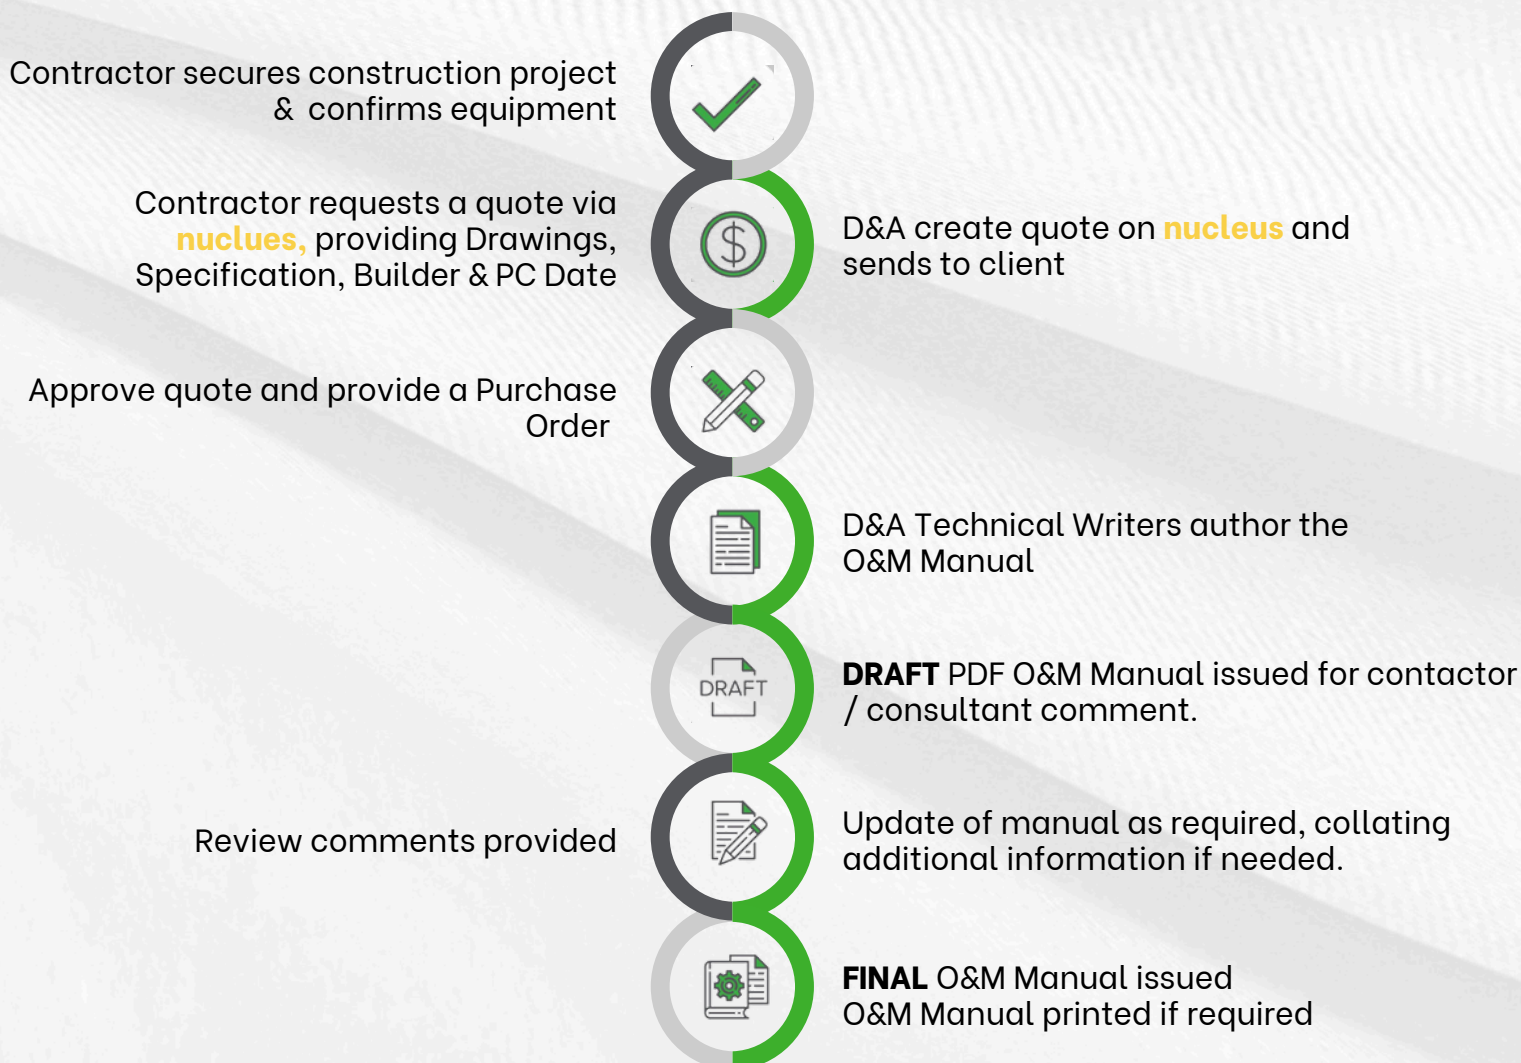 Contractor secures construction project
& confirms equipment
Contractor requests a quote via
nuclues, providing Drawings,
Specification, Builder & PC Date
D&A create quote on nucleus and
sends to client
Approve quote and provide a Purchase
Order
D&A Technical Writers author the
O&M Manual
DRAFT
DRAFT PDF O&M Manual issued for contactor
/ consultant comment.
Review comments provided
Update of manual as required, collating
additional information if needed.
FINAL O&M Manual issued
O&M Manual printed if required